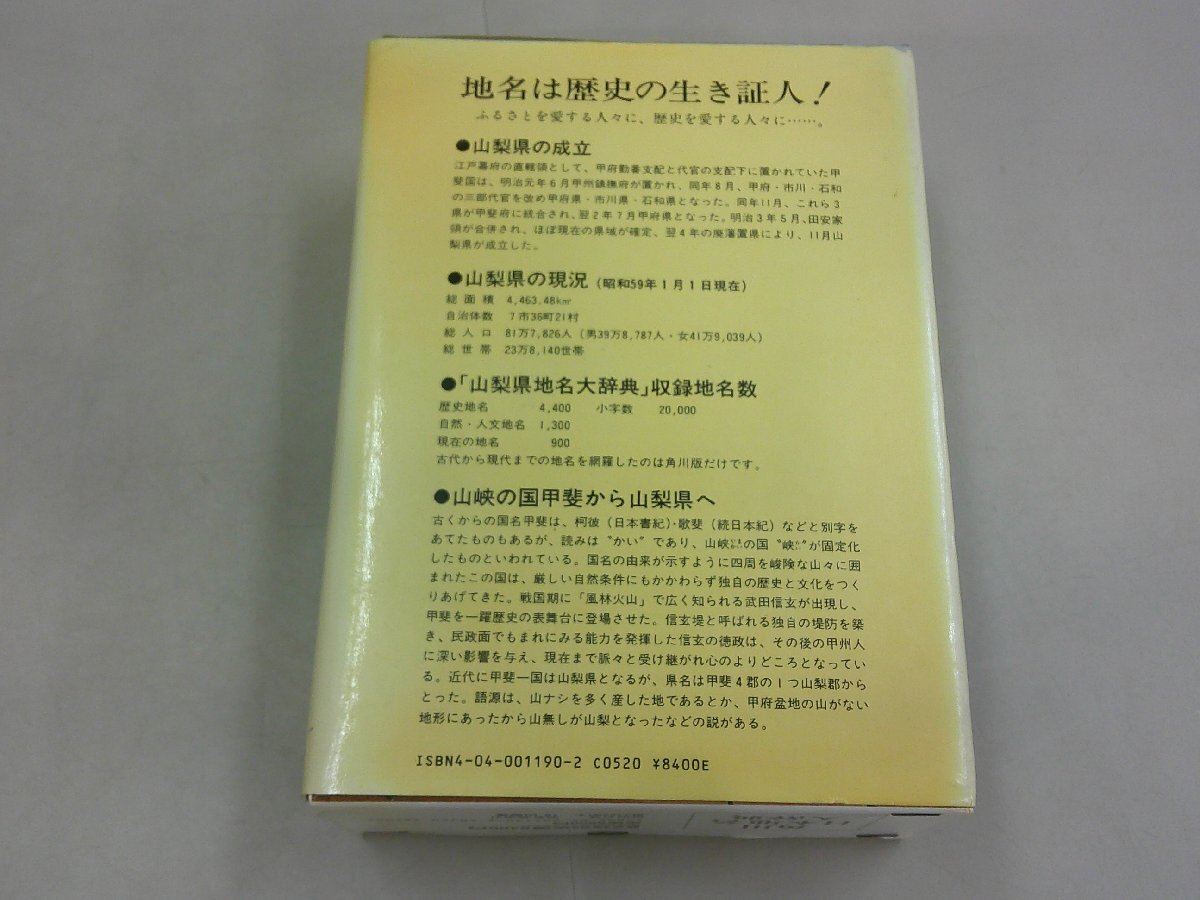 地名は歴史の生き証人！
ふるさとを愛する人々に、歴史を愛する人々に……。
●山梨県の成立
江戸幕府の直轄領として、甲府勤番支配と代官の支配下に置かれていた甲
斐国は、明治元年6月甲州鎮撫府が置かれ、同年8月、甲府・市川・石和
の三部代官を改め甲府県・市川県・石和県となった。同年11月、これら3
県が甲斐府に統合され、翌2年7月甲府県となった。明治3年5月、田安家
領が合併され、ほぼ現在の県域が確定、翌4年の廃藩置県により、11月山
梨県が成立した。
●山梨県の現況（昭和59年1月1日現在）
総面積 4,463.48km²
自治体数 7市36町21村
総人口 81万7,826人（男39万8,787人・女41万9,039人）
総世帯 23万8,140世帯
●「山梨県地名大辞典」収録地名数
歴史地名 4,400 小字数 20,000
自然・人文地名 1,300
現在の地名 900
古代から現代までの地名を網羅したのは角川版だけです。
●山峡の国甲斐から山梨県へ
古くからの国名甲斐は、柯彼（日本書紀）・歌斐（続日本紀）などと別字を
あてたものもあるが、読みは〝かい〟であり、山峡の国〝峡〟が固定化
したものといわれている。国名の由来が示すように四周を峻険な山々に囲
まれたこの国は、厳しい自然条件にもかかわらず独自の歴史と文化をつく
りあげてきた。戦国期に「風林火山」で広く知られる武田信玄が出現し、
甲斐を一躍歴史の表舞台に登場させた。信玄堤と呼ばれる独自の堤防を築
き、民政面でもまれにみる能力を発揮した信玄の徳政は、その後の甲州人
に深い影響を与え、現在まで脈々と受け継がれ心のよりどころとなってい
る。近代に甲斐一国は山梨県となるが、県名は甲斐4郡の1つ山梨郡から
とった。語源は、山ナシを多く産した地であるとか、甲府盆地の山がない
地形にあったから山無しが山梨となったなどの説がある。
ISBN4-04-001190-2 C0520 ¥8400E